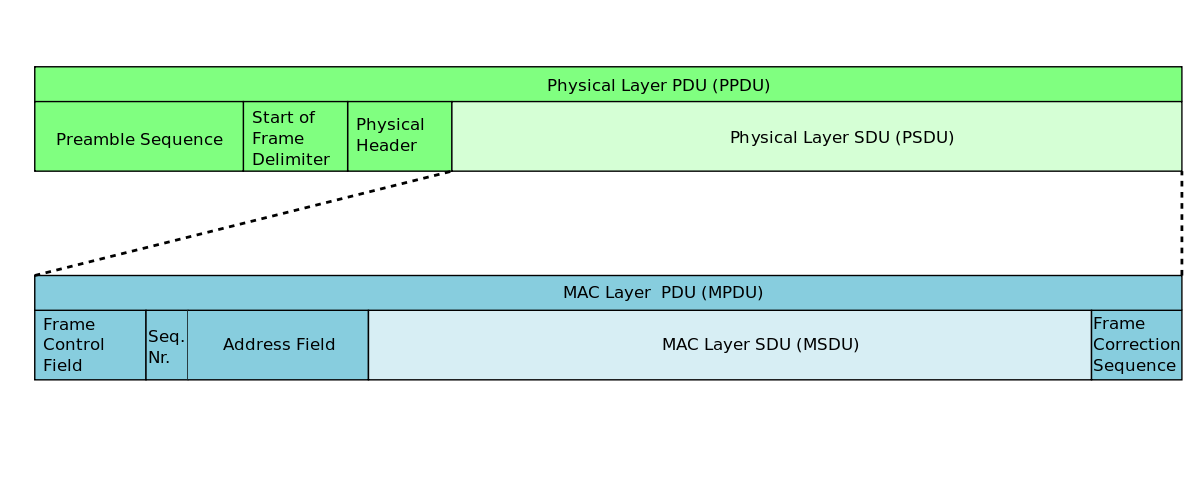 Physical Layer PDU (PPDU)
Preamble Sequence
Start of
Frame
Delimiter
Physical
Header
Physical Layer SDU (PSDU)
MAC Layer  PDU (MPDU)
Frame
Control
Field
Seq.
Nr.
Address Field
MAC Layer SDU (MSDU)
Frame
Correction
Sequence